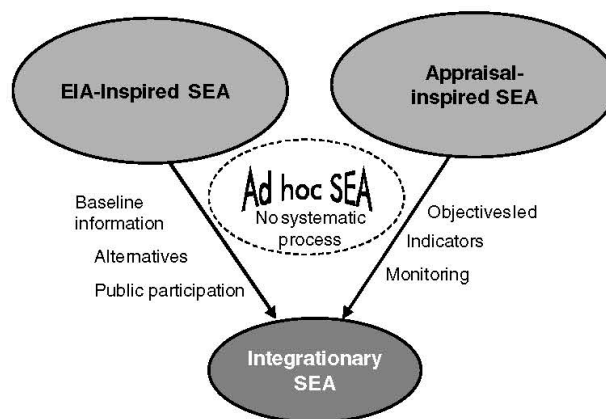 EIA-Inspired SEA
Appraisal-
inspired SEA
Ad hoc SEA
No systematic
process
Baseline
information
Alternatives
Public participation
Objectivesled
Indicators
Monitoring
Integrationary
SEA